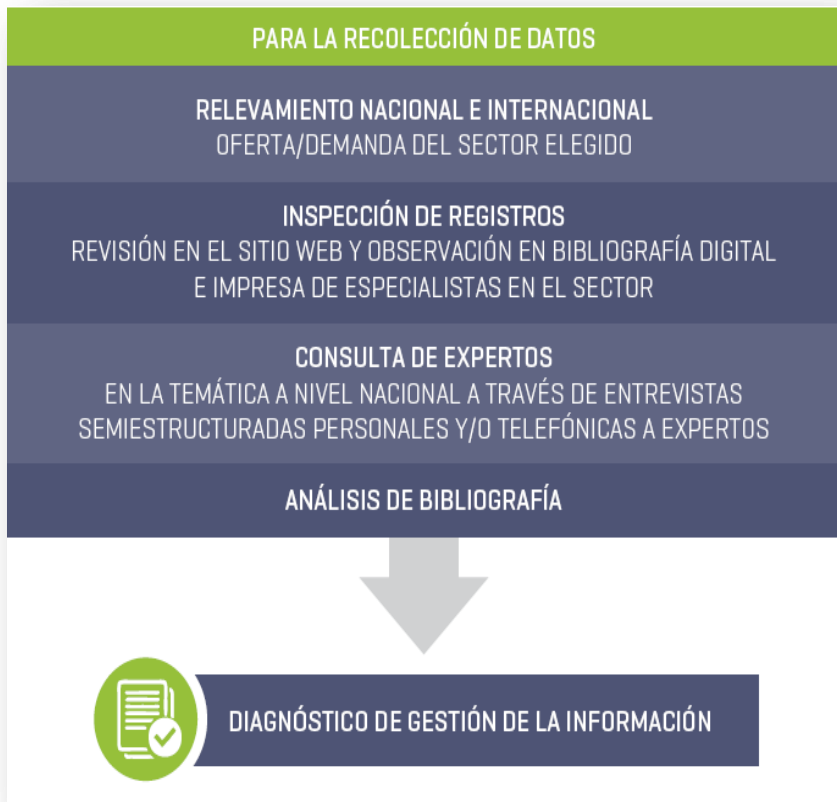 PARA LA RECOLECCIÓN DE DATOS
RELEVAMIENTO NACIONAL E INTERNACIONAL
OFERTA/DEMANDA DEL SECTOR ELEGIDO
INSPECCIÓN DE REGISTROS
REVISIÓN EN EL SITIO WEB Y OBSERVACIÓN EN BIBLIOGRAFÍA DIGITAL
E IMPRESA DE ESPECIALISTAS EN EL SECTOR
CONSULTA DE EXPERTOS
EN LA TEMÁTICA A NIVEL NACIONAL A TRAVÉS DE ENTREVISTAS
SEMIESTRUCTURADAS PERSONALES Y/O TELEFÓNICAS A EXPERTOS
ANÁLISIS DE BIBLIOGRAFÍA
DIAGNÓSTICO DE GESTIÓN DE LA INFORMACIÓN